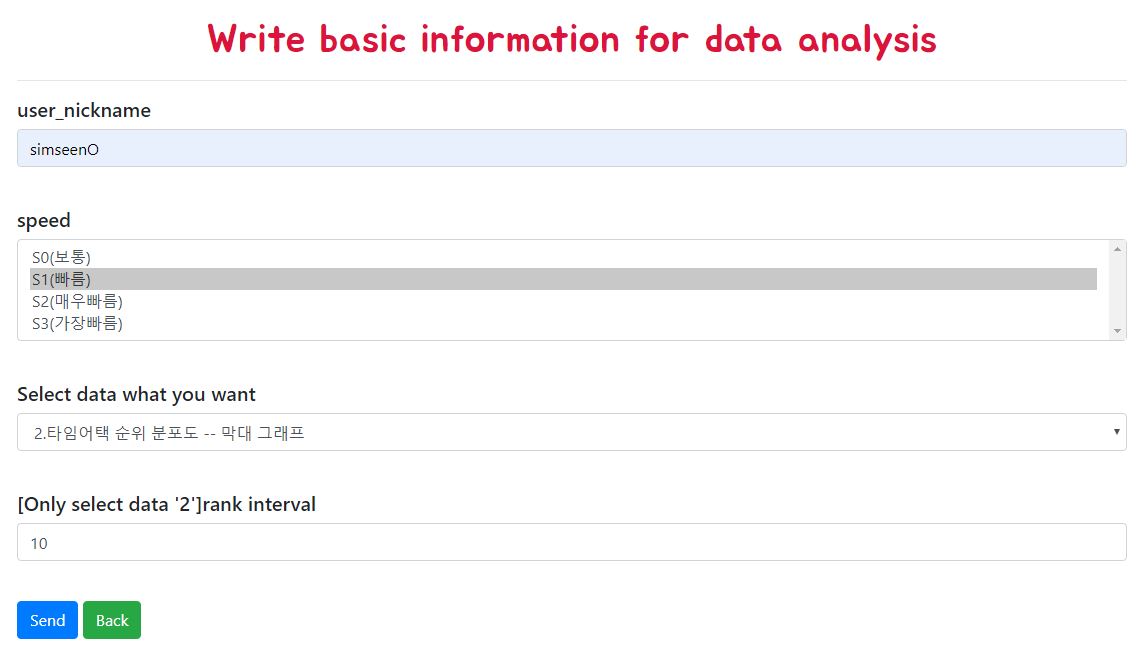 Write basic information for data analysis
user_nickname
simseenO
speed
S0(보통)
S1(빠름)
S2(매우빠름)
S3(가장빠름)
Select data what you want
2.타임어택 순위 분포도 -- 막대 그래프
[Only select data '2']rank interval
10
Send Back